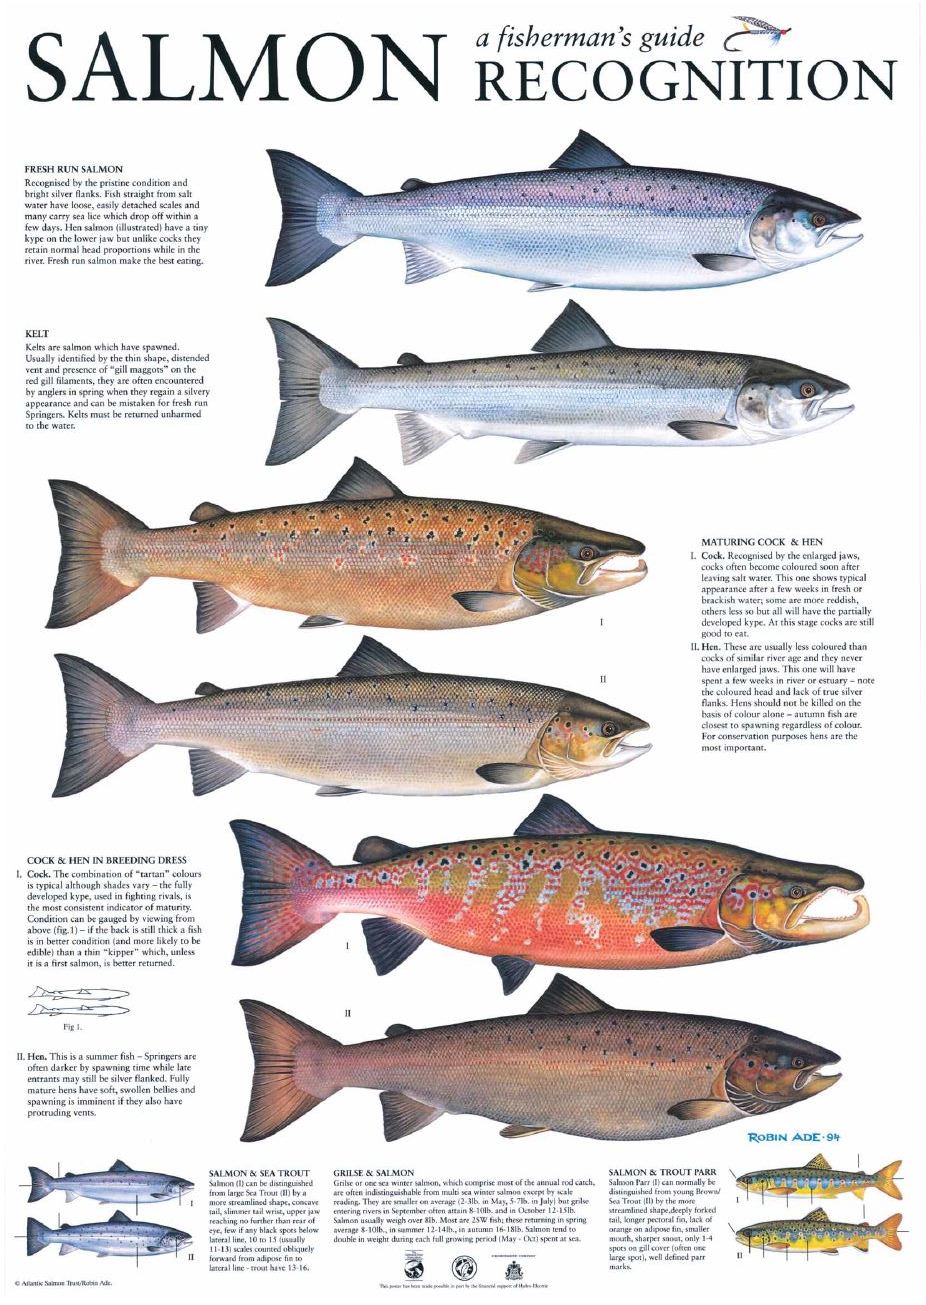 SALMON
a fisherman's guide
RECOGNITION
FRESH RUN SALMON
Recognised by the pristine condition and
bright silver flanks. Fish straight from salt
water have loose, easily detached scales and
many carry sea lice which drop off within a
few days. Hen salmon (illustrated) have a tiny
kype on the lower jaw but unlike cocks they
retain normal head proportions while in the
river. Fresh run salmon make the best eating.
KELT
Kelts are salmon which have spawned.
Usually identified by the thin shape, distended
vent and presence of "gill maggots" on the
red gill filaments, they are often encountered
by anglers in spring when they regain a silvery
appearance and can be mistaken for fresh run
Springers. Kelts must be returned unharmed
to the water.
MATURING COCK & HEN
I. Cock. Recognised by the enlarged jaws,
cocks often become coloured soon after
leaving salt water. This one shows typical
appearance after a few weeks in fresh or
brackish water; some are more reddish,
others less so but all will have the partially
developed kype. At this stage cocks are still
good to eat.
II. Hen. These are usually less coloured than
cocks of similar river age and they never
have enlarged jaws. This one will have
spent a few weeks in river or estuary – note
the coloured head and lack of true silver
flanks. Hens should not be killed on the
basis of colour alone – autumn fish are
closest to spawning regardless of colour.
For conservation purposes hens are the
most important.
I
II
COCK & HEN IN BREEDING DRESS
I. Cock. The combination of "tartan" colours
is typical although shades vary – the fully
developed kype, used in fighting rivals, is
the most consistent indicator of maturity.
Condition can be gauged by viewing from
above (fig.1) – if the back is still thick a fish
is in better condition (and more likely to be
edible) than a thin "kipper" which, unless
it is a first salmon, is better returned.
Fig 1.
II. Hen. This is a summer fish – Springers are
often darker by spawning time while late
entrants may still be silver flanked. Fully
mature hens have soft, swollen bellies and
spawning is imminent if they also have
protruding vents.
I
II
ROBIN ADE·94
I
II
SALMON & SEA TROUT
Salmon (I) can be distinguished
from large Sea Trout (II) by a
more streamlined shape, concave
tail, slimmer tail wrist, upper jaw
reaching no further than rear of
eye, few if any black spots below
lateral line, 10 to 15 (usually
11-13) scales counted obliquely
forward from adipose fin to
lateral line - trout have 13-16.
GRILSE & SALMON
Grilse or one sea winter salmon, which comprise most of the annual rod catch,
are often indistinguishable from multi sea winter salmon except by scale
reading. They are smaller on average (2-3lb. in May, 5-7lb. in July) but grilse
entering rivers in September often attain 8-10lb. and in October 12-15lb.
Salmon usually weigh over 8lb. Most are 2SW fish; these returning in spring
average 8-10lb., in summer 12-14lb., in autumn 16-18lb. Salmon tend to
double in weight during each full growing period (May - Oct) spent at sea.
SALMON & TROUT PARR
Salmon Parr (I) can normally be
distinguished from young Brown/
Sea Trout (II) by the more
streamlined shape,deeply forked
tail, longer pectoral fin, lack of
orange on adipose fin, smaller
mouth, sharper snout, only 1-4
spots on gill cover (often one
large spot), well defined parr
marks.
I
II
© Atlantic Salmon Trust/Robin Ade.
This poster has been made possible in part by the financial support of Hydro-Electric